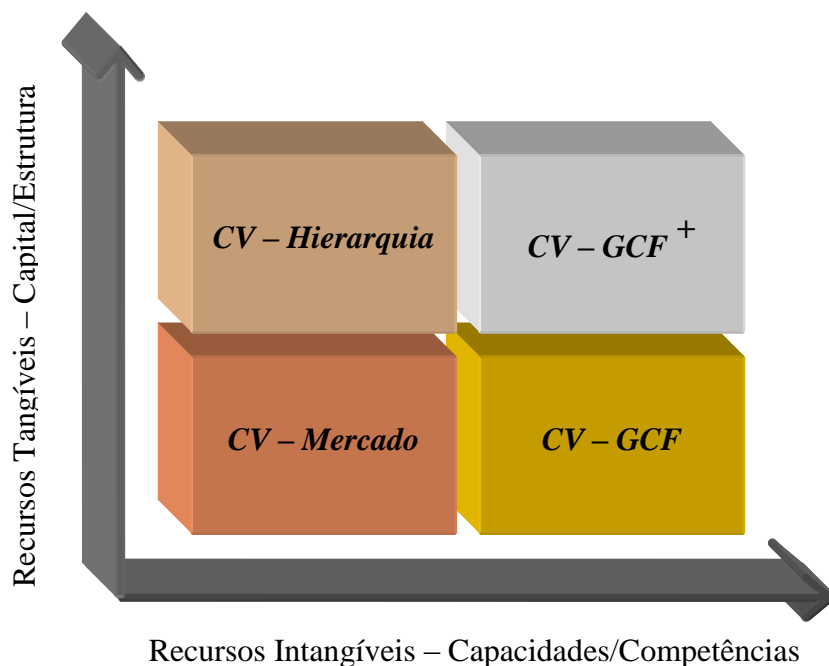 Recursos Tangíveis – Capital/Estrutura
CV – Hierarquia
CV – GCF +
CV – Mercado
CV – GCF
Recursos Intangíveis – Capacidades/Competências